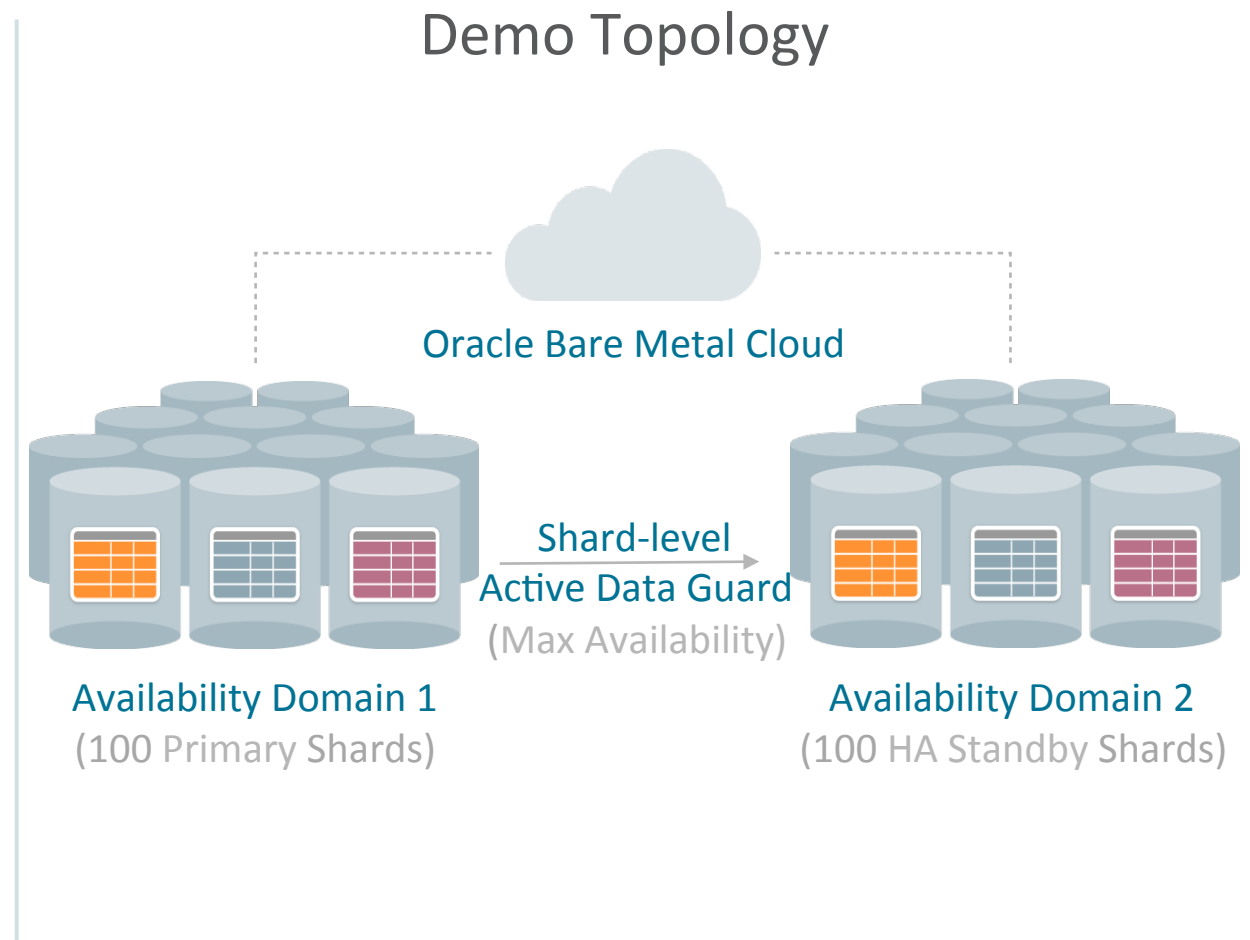 Demo Topology
Oracle Bare Metal Cloud
Shard-level
Active Data Guard
(Max Availability)
Availability Domain 1
(100 Primary Shards)
Availability Domain 2
(100 HA Standby Shards)